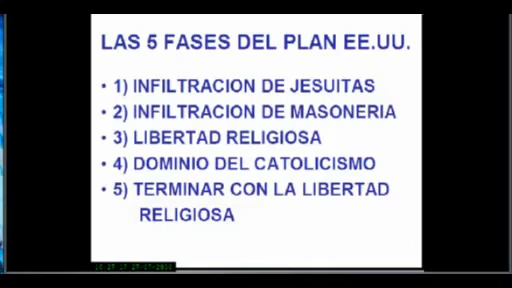 LAS 5 FASES DEL PLAN EE.UU.
• 1) INFILTRACION DE JESUITAS
• 2) INFILTRACION DE MASONERIA
• 3) LIBERTAD RELIGIOSA
• 4) DOMINIO DEL CATOLICISMO
• 5) TERMINAR CON LA LIBERTAD
RELIGIOSA